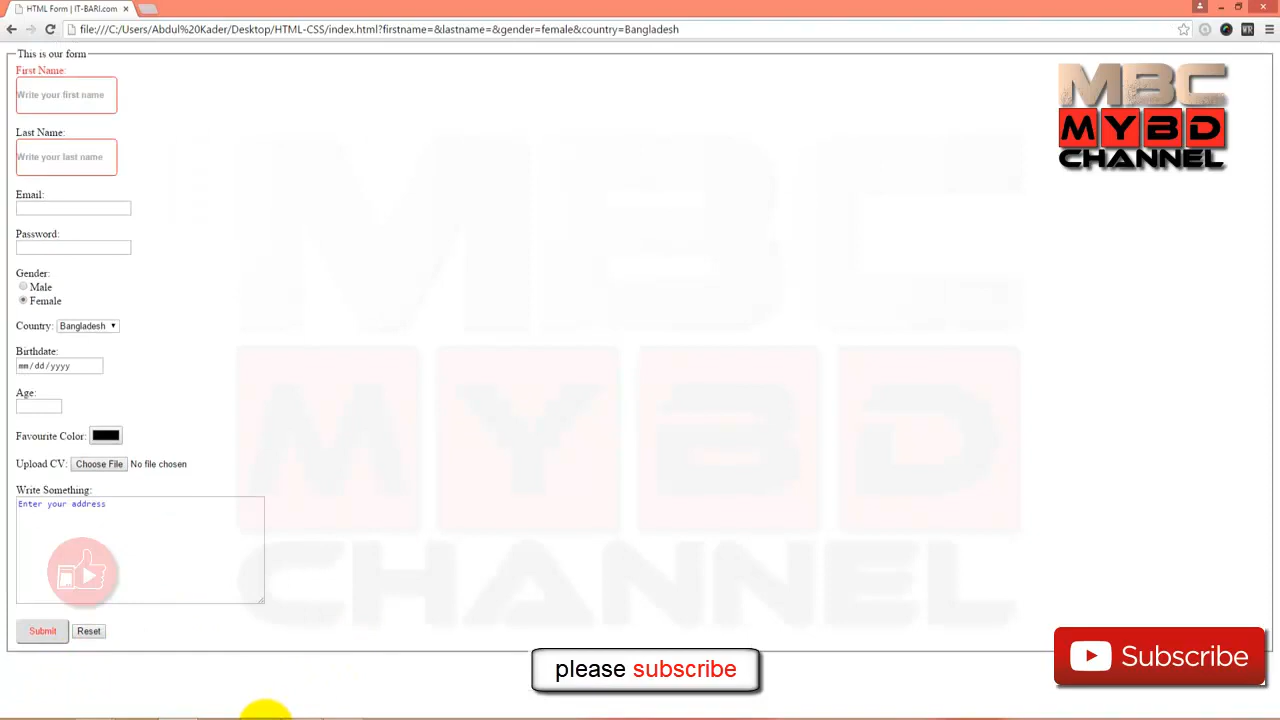 HTML Form | IT-BARI.com
file:///C:/Users/Abdul%20Kader/Desktop/HTML-CSS/index.html?firstname=&lastname=&gender=female&country=Bangladesh
This is our form
First Name:
Write your first name
Last Name:
Write your last name
Email:
Password:
Gender:
Male
Female
Country: Bangladesh
Birthdate:
mm/dd/yyyy
Age:
Favourite Color:
Upload CV: Choose File No file chosen
Write Something:
Enter your address
Submit Reset
MBC
MYBD
CHANNEL
MBC
MYBD
CHANNEL
please subscribe
Subscribe